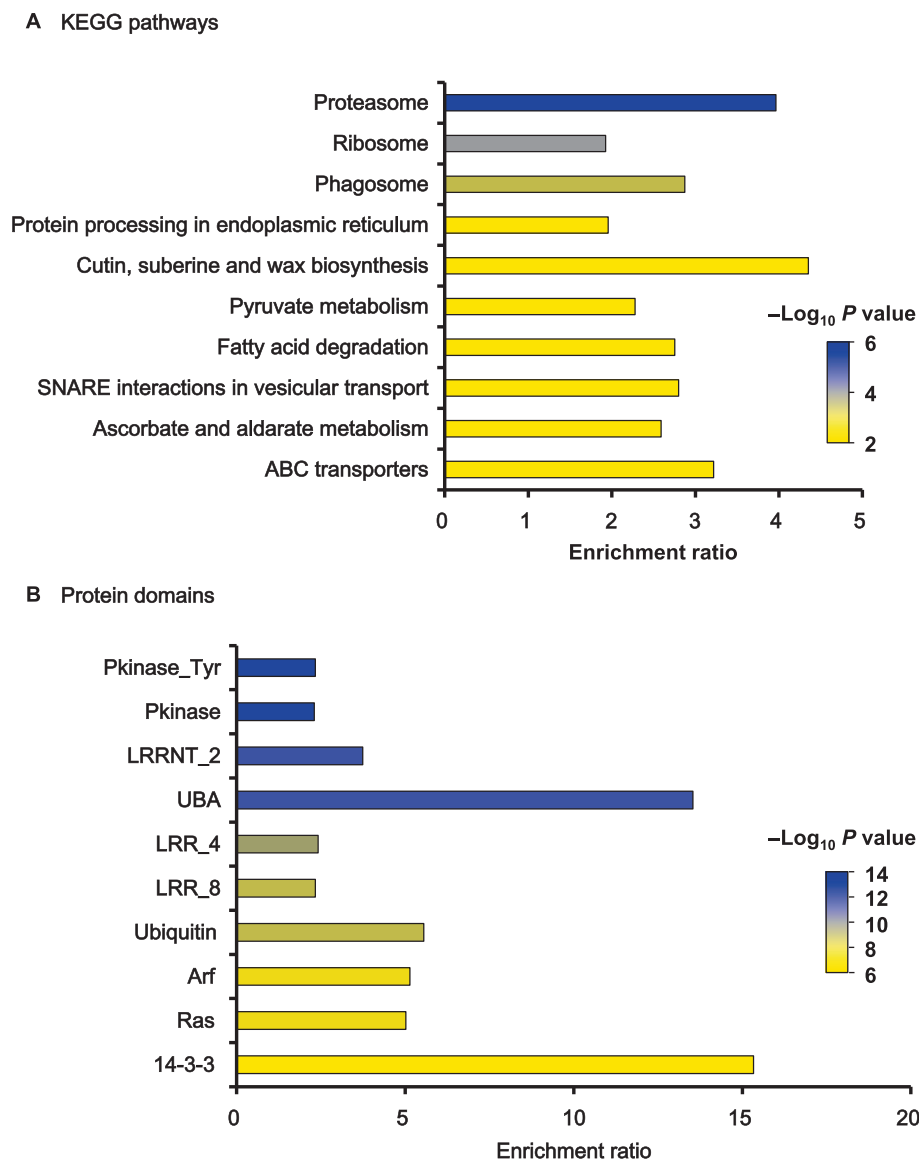 A KEGG pathways
Proteasome
Ribosome
Phagosome
Protein processing in endoplasmic reticulum
Cutin, suberine and wax biosynthesis
Pyruvate metabolism
Fatty acid degradation
SNARE interactions in vesicular transport
Ascorbate and aldarate metabolism
ABC transporters
0 1 2 3 4 5
Enrichment ratio
–Log10 P value
6
4
2
B Protein domains
Pkinase_Tyr
Pkinase
LRRNT_2
UBA
LRR_4
LRR_8
Ubiquitin
Arf
Ras
14-3-3
0 5 10 15 20
Enrichment ratio
–Log10 P value
14
12
10
8
6